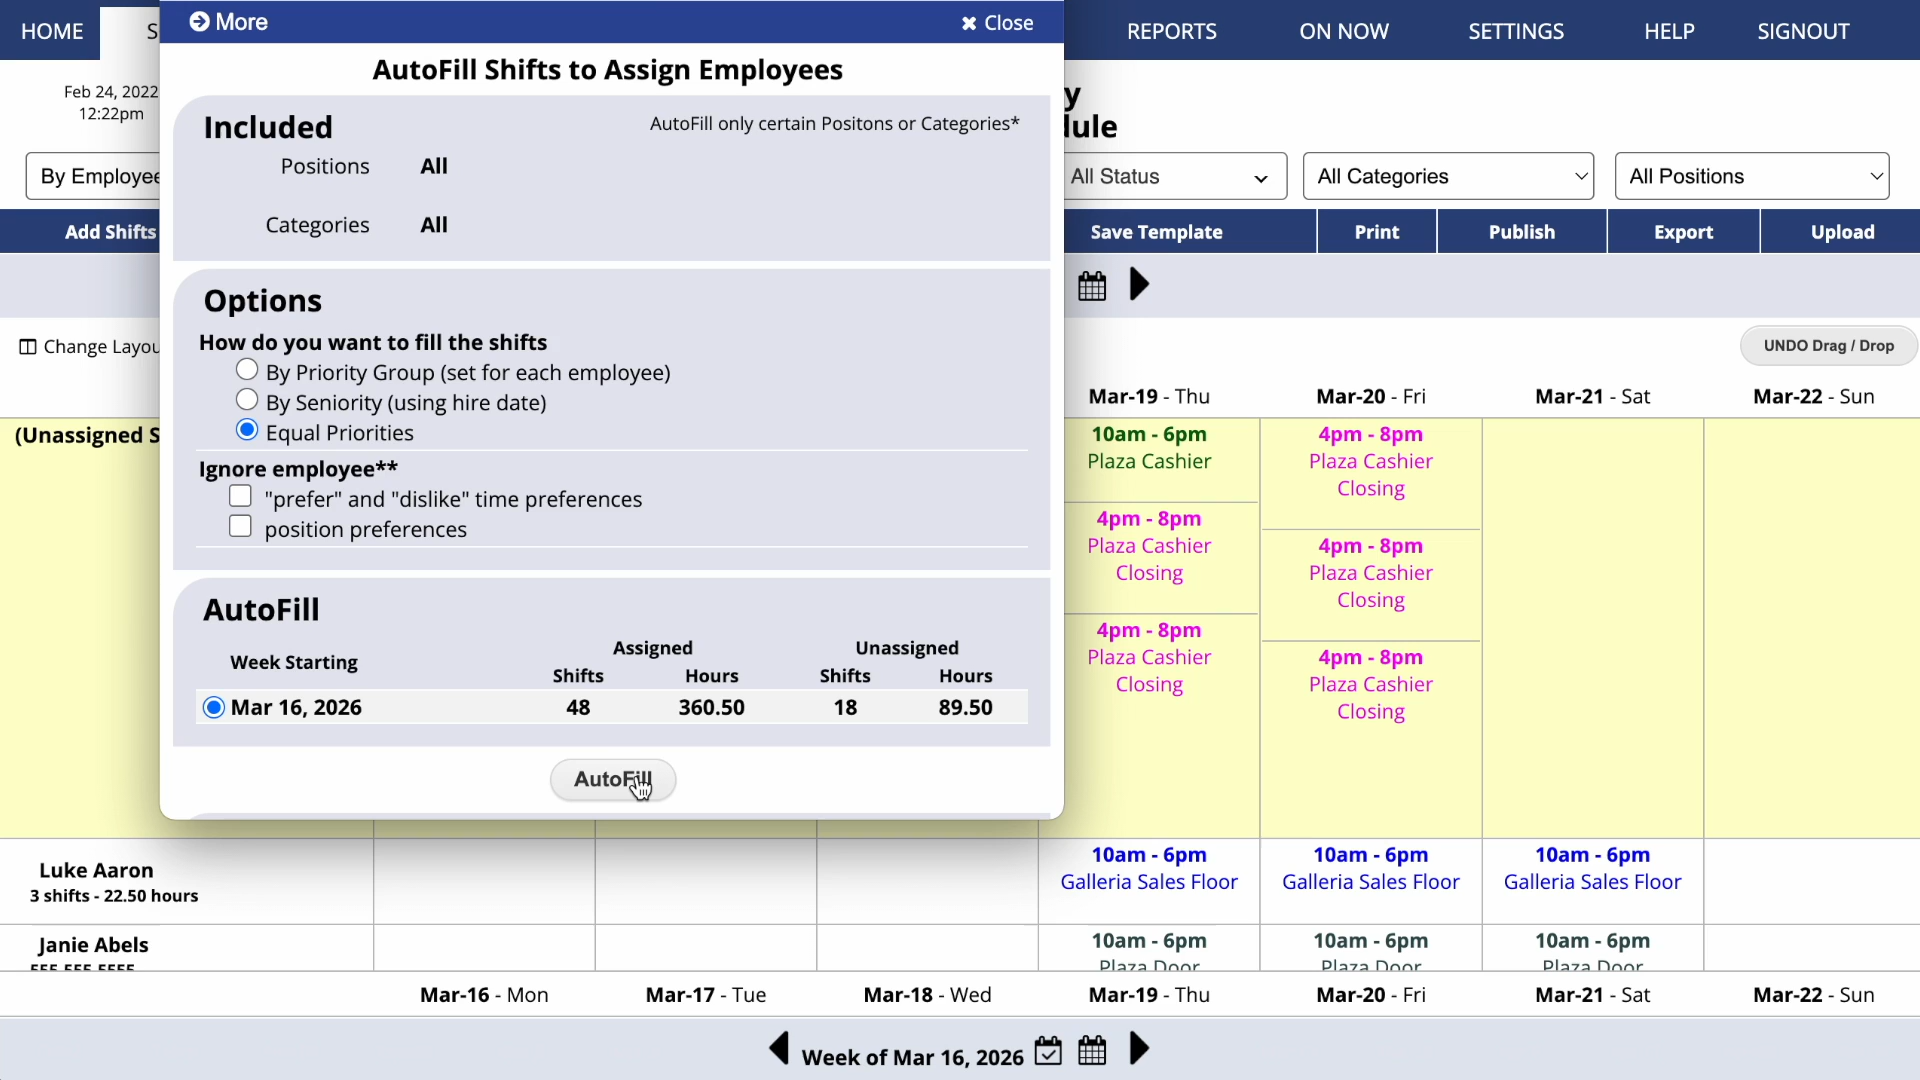 HOME
S
REPORTS
ON NOW
SETTINGS
HELP
SIGNOUT
More
Close
AutoFill Shifts to Assign Employees
Feb 24, 2022
12:22pm
y
dule
Included
AutoFill only certain Positons or Categories*
Positions All
Categories All
By Employee
All Status
All Categories
All Positions
Add Shifts
Save Template
Print
Publish
Export
Upload
Options
How do you want to fill the shifts
By Priority Group (set for each employee)
By Seniority (using hire date)
Equal Priorities
Ignore employee**
"prefer" and "dislike" time preferences
position preferences
Change Layou
UNDO Drag / Drop
Mar-19 - Thu
Mar-20 - Fri
Mar-21 - Sat
Mar-22 - Sun
(Unassigned S
10am - 6pm
Plaza Cashier
4pm - 8pm
Plaza Cashier
Closing
4pm - 8pm
Plaza Cashier
Closing
4pm - 8pm
Plaza Cashier
Closing
4pm - 8pm
Plaza Cashier
Closing
4pm - 8pm
Plaza Cashier
Closing
AutoFill
Assigned
Unassigned
Week Starting
Shifts
Hours
Shifts
Hours
Mar 16, 2026 48 360.50 18 89.50
AutoFill
Luke Aaron
3 shifts - 22.50 hours
10am - 6pm
Galleria Sales Floor
10am - 6pm
Galleria Sales Floor
10am - 6pm
Galleria Sales Floor
Janie Abels
555 555 5555
10am - 6pm
Plaza Door
10am - 6pm
Plaza Door
10am - 6pm
Plaza Door
Mar-16 - Mon
Mar-17 - Tue
Mar-18 - Wed
Mar-19 - Thu
Mar-20 - Fri
Mar-21 - Sat
Mar-22 - Sun
Week of Mar 16, 2026